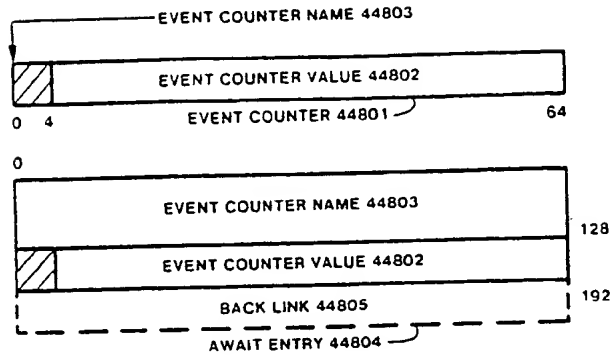 EVENT COUNTER NAME 44803
EVENT COUNTER VALUE 44802
0 4 EVENT COUNTER 44801 64
0
EVENT COUNTER NAME 44803
128
EVENT COUNTER VALUE 44802
BACK LINK 44805 192
AWAIT ENTRY 44804